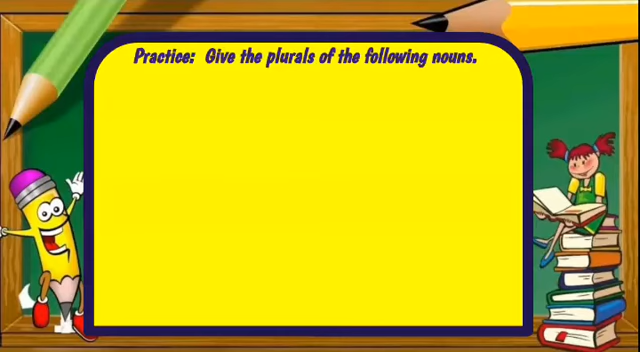 Practice: Give the plurals of the following nouns.